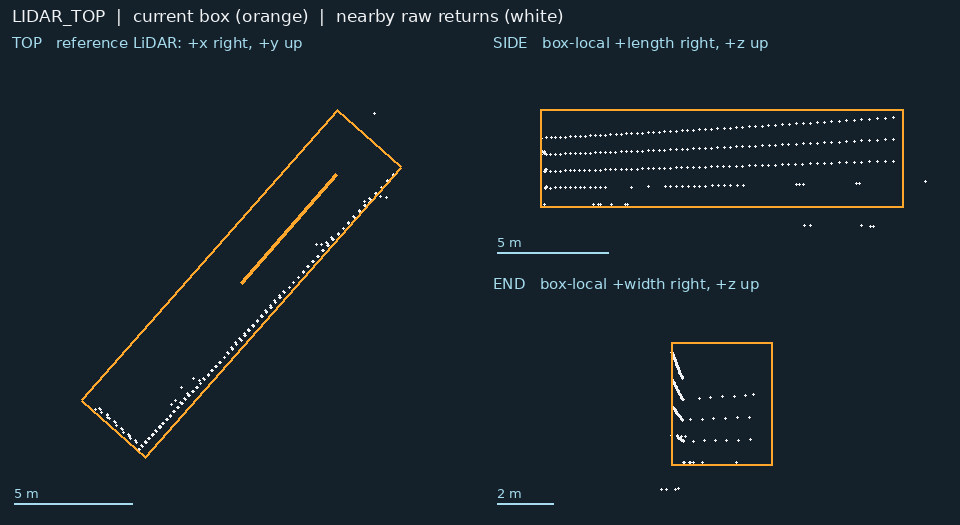 LIDAR_TOP | current box (orange) | nearby raw returns (white)
TOP reference LiDAR: +x right, +y up
SIDE box-local +length right, +z up
5 m
END box-local +width right, +z up
5 m
2 m